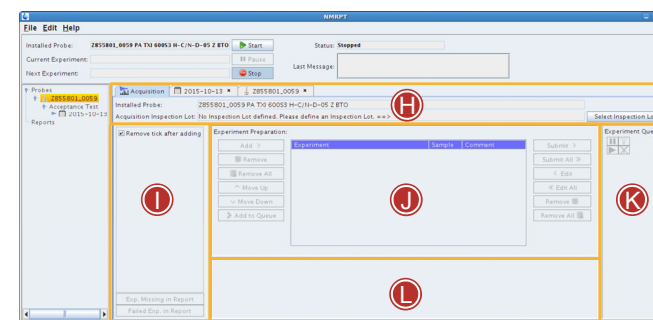 NMRPT
File Edit Help
Installed Probe: Z855801_0059 PA TXI 600S3 H-C/N-D-05 Z BTO Start Status: Stopped
Current Experiment: Pause
Next Experiment: Stop Last Message:
Probes
Z855801_0059
Acceptance Test
2015-10-13
Reports
Acquisition 2015-10-13 Z855801_0059
Installed Probe: Z855801_0059 PA TXI 600S3 H-C/N-D-05 Z BTO
H
Acquisition Inspection Lot: No Inspection Lot defined. Please define an Inspection Lot. ==> Select Inspection Lo
Remove tick after adding
I
Exp. Missing in Report
Failed Exp. in Report
Experiment Preparation:
Add >
Remove
Remove All
^ Move Up
v Move Down
Add to Queue
Experiment Sample Comment
J
Submit >
Submit All
< Edit
Edit All
Remove
Remove All
Experiment Que
K
L